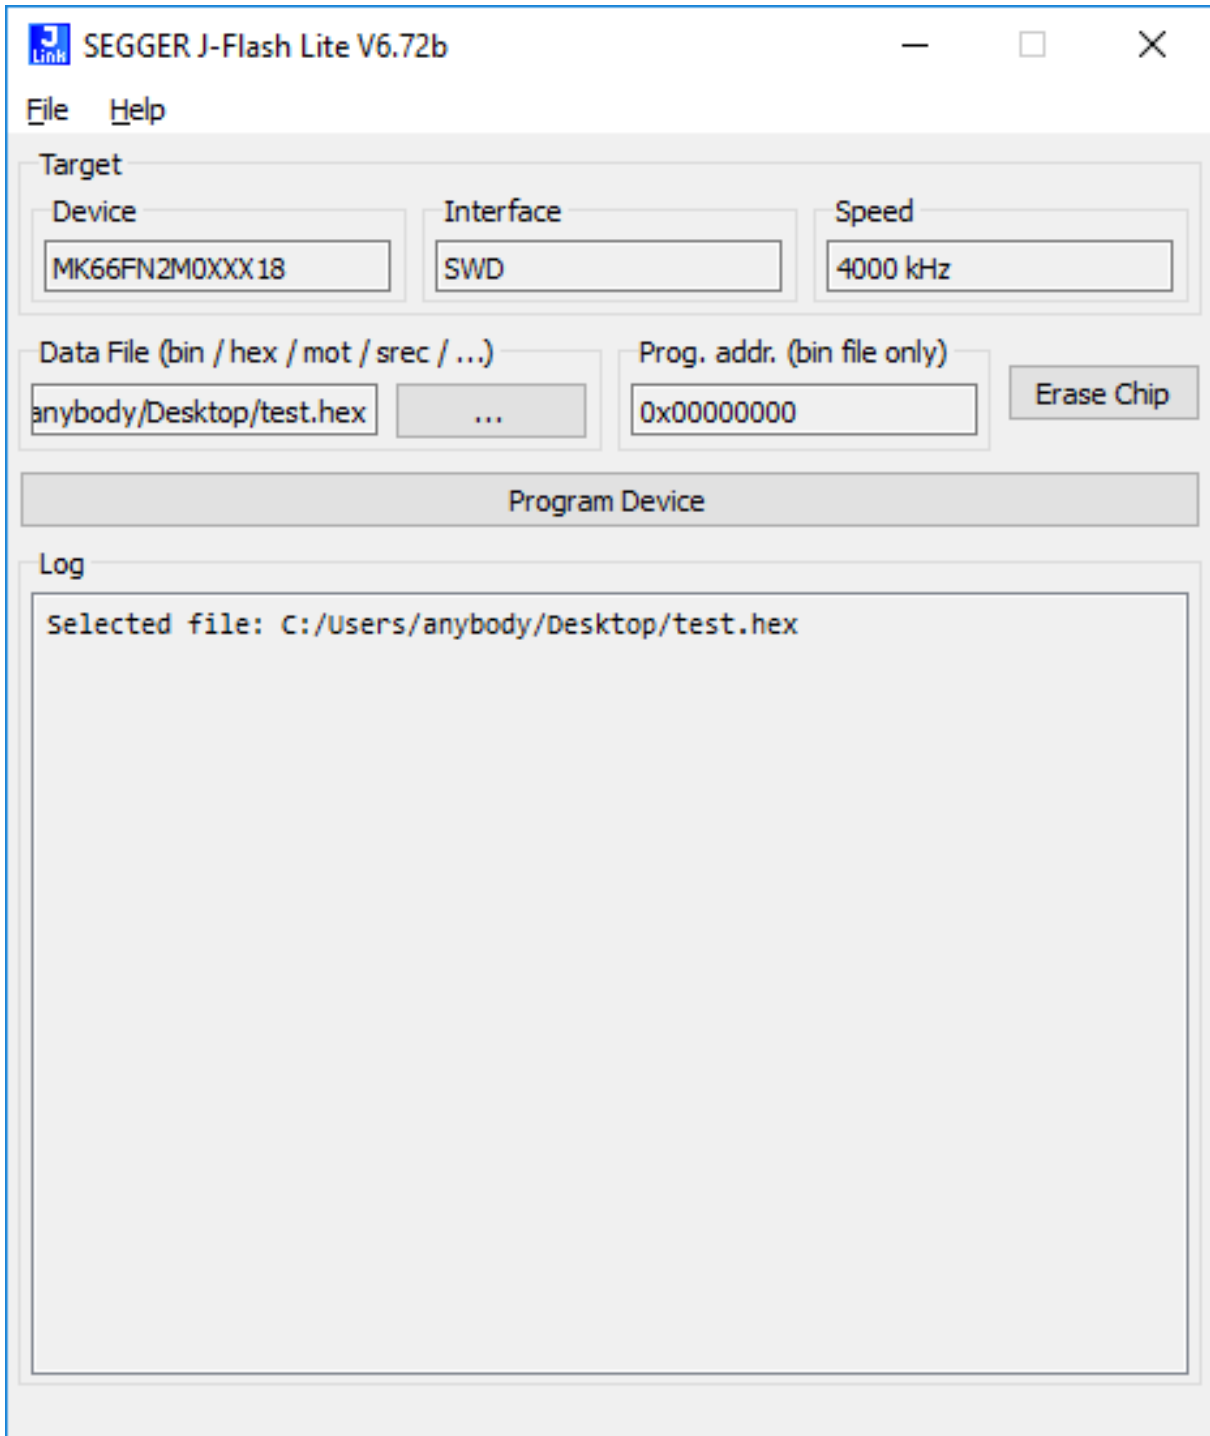 J Link SEGGER J-Flash Lite V6.72b
File Help
Target
Device Interface Speed
MK66FN2M0XXX18 SWD 4000 kHz
Data File (bin / hex / mot / srec / ...) Prog. addr. (bin file only)
anybody/Desktop/test.hex ... 0x00000000 Erase Chip
Program Device
Log
Selected file: C:/Users/anybody/Desktop/test.hex